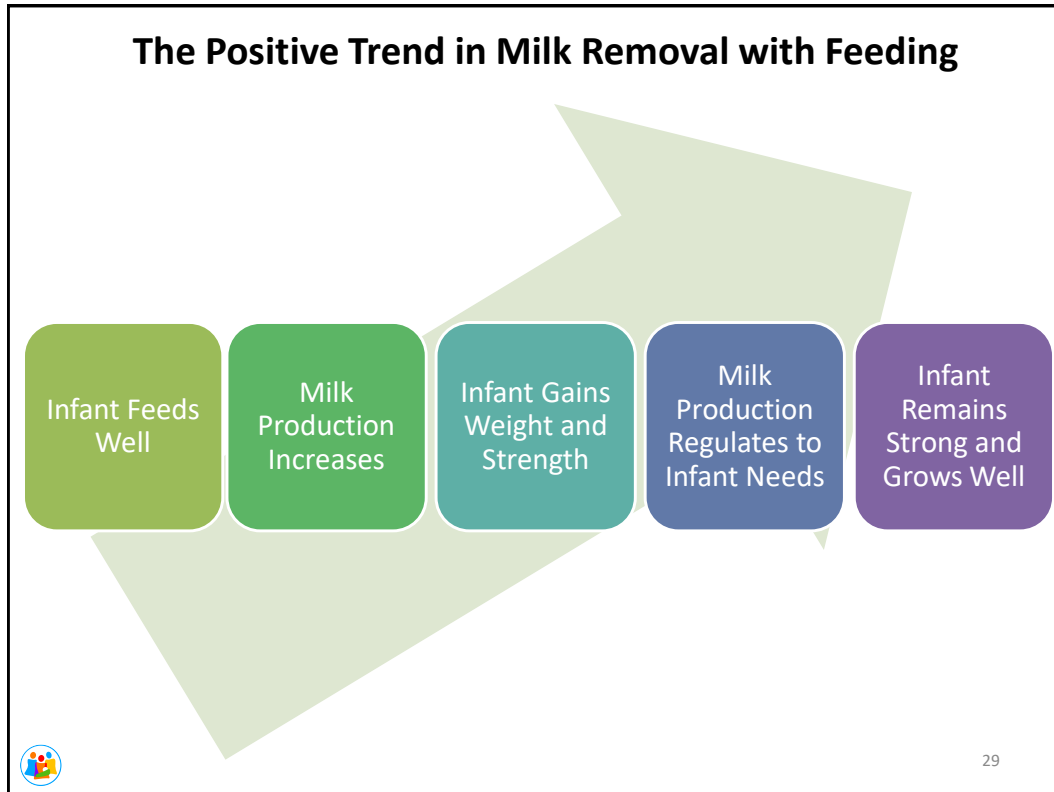 The Positive Trend in Milk Removal with Feeding
Infant Feeds
Well
Milk
Production
Increases
Infant Gains
Weight and
Strength
Milk
Production
Regulates to
Infant Needs
Infant
Remains
Strong and
Grows Well
29